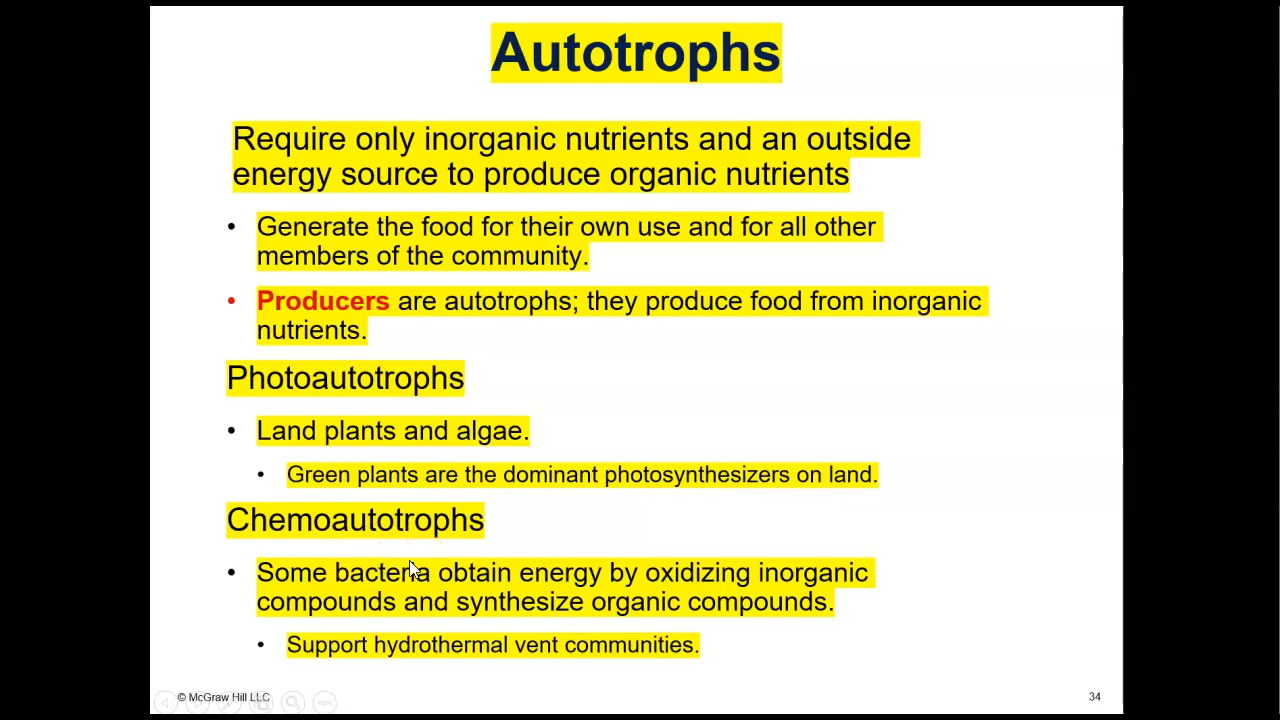 Autotrophs
Require only inorganic nutrients and an outside
energy source to produce organic nutrients
• Generate the food for their own use and for all other
members of the community.
• Producers are autotrophs; they produce food from inorganic
nutrients.
Photoautotrophs
• Land plants and algae.
• Green plants are the dominant photosynthesizers on land.
Chemoautotrophs
• Some bacteria obtain energy by oxidizing inorganic
compounds and synthesize organic compounds.
• Support hydrothermal vent communities.
© McGraw Hill LLC
34